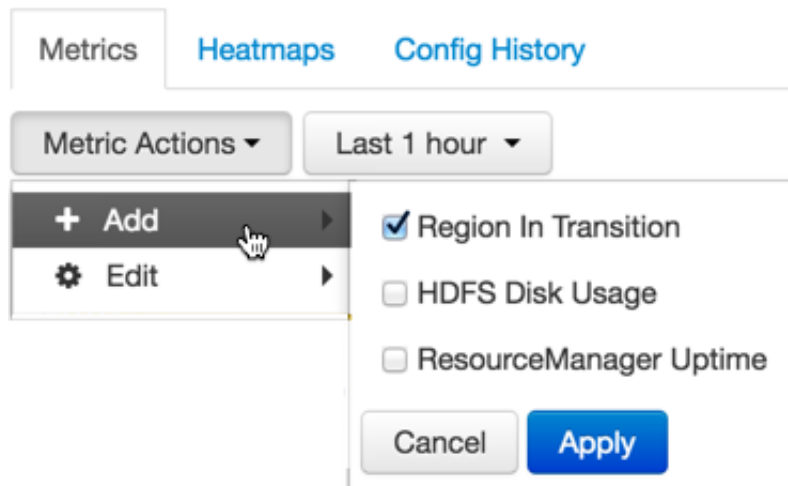 Metrics Heatmaps Config History
Metric Actions Last 1 hour
Add
Edit
Region In Transition
HDFS Disk Usage
ResourceManager Uptime
Cancel Apply